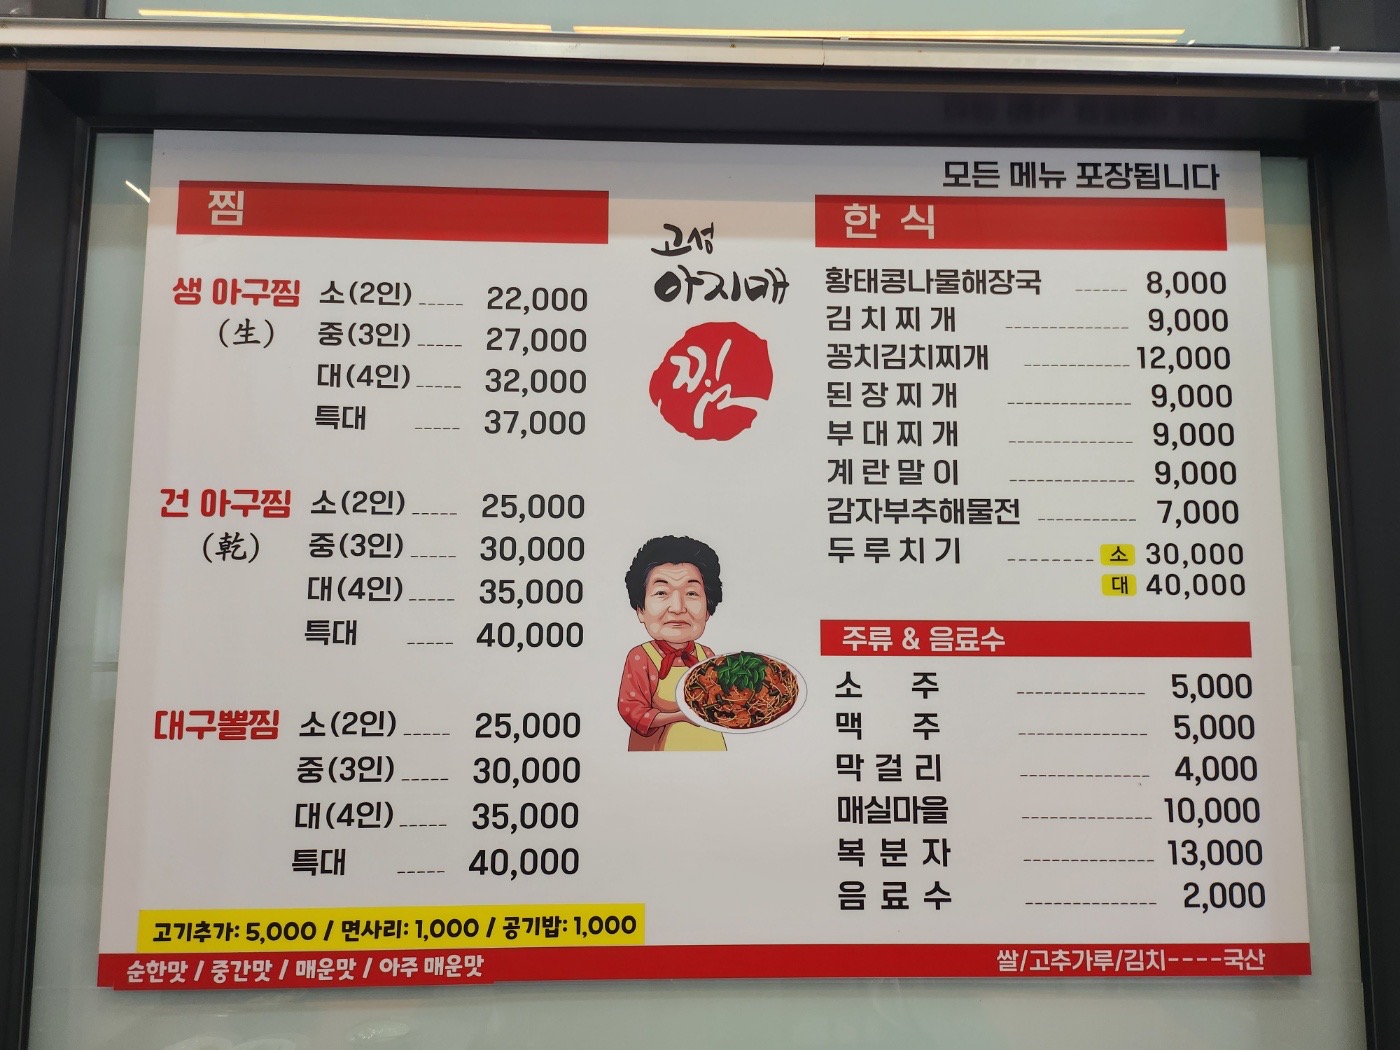 모든 메뉴 포장됩니다
찜
생 아구찜 소(2인) 22,000
(生) 중(3인) 27,000
대(4인) 32,000
특대 37,000
건 아구찜 소(2인) 25,000
(乾) 중(3인) 30,000
대(4인) 35,000
특대 40,000
대구뽈찜 소(2인) 25,000
중(3인) 30,000
대(4인) 35,000
특대 40,000
고기추가: 5,000 / 면사리: 1,000 / 공기밥: 1,000
순한맛 / 중간맛 / 매운맛 / 아주 매운맛
고성
아지매
찜
한 식
황태콩나물해장국 8,000
김치찌개 9,000
꽁치김치찌개 12,000
된장찌개 9,000
부대찌개 9,000
계란말이 9,000
감자부추해물전 7,000
두루치기 소 30,000
대 40,000
주류 & 음료수
소주 5,000
맥주 5,000
막걸리 4,000
매실마을 10,000
복분자 13,000
음료수 2,000
쌀/고추가루/김치----국산